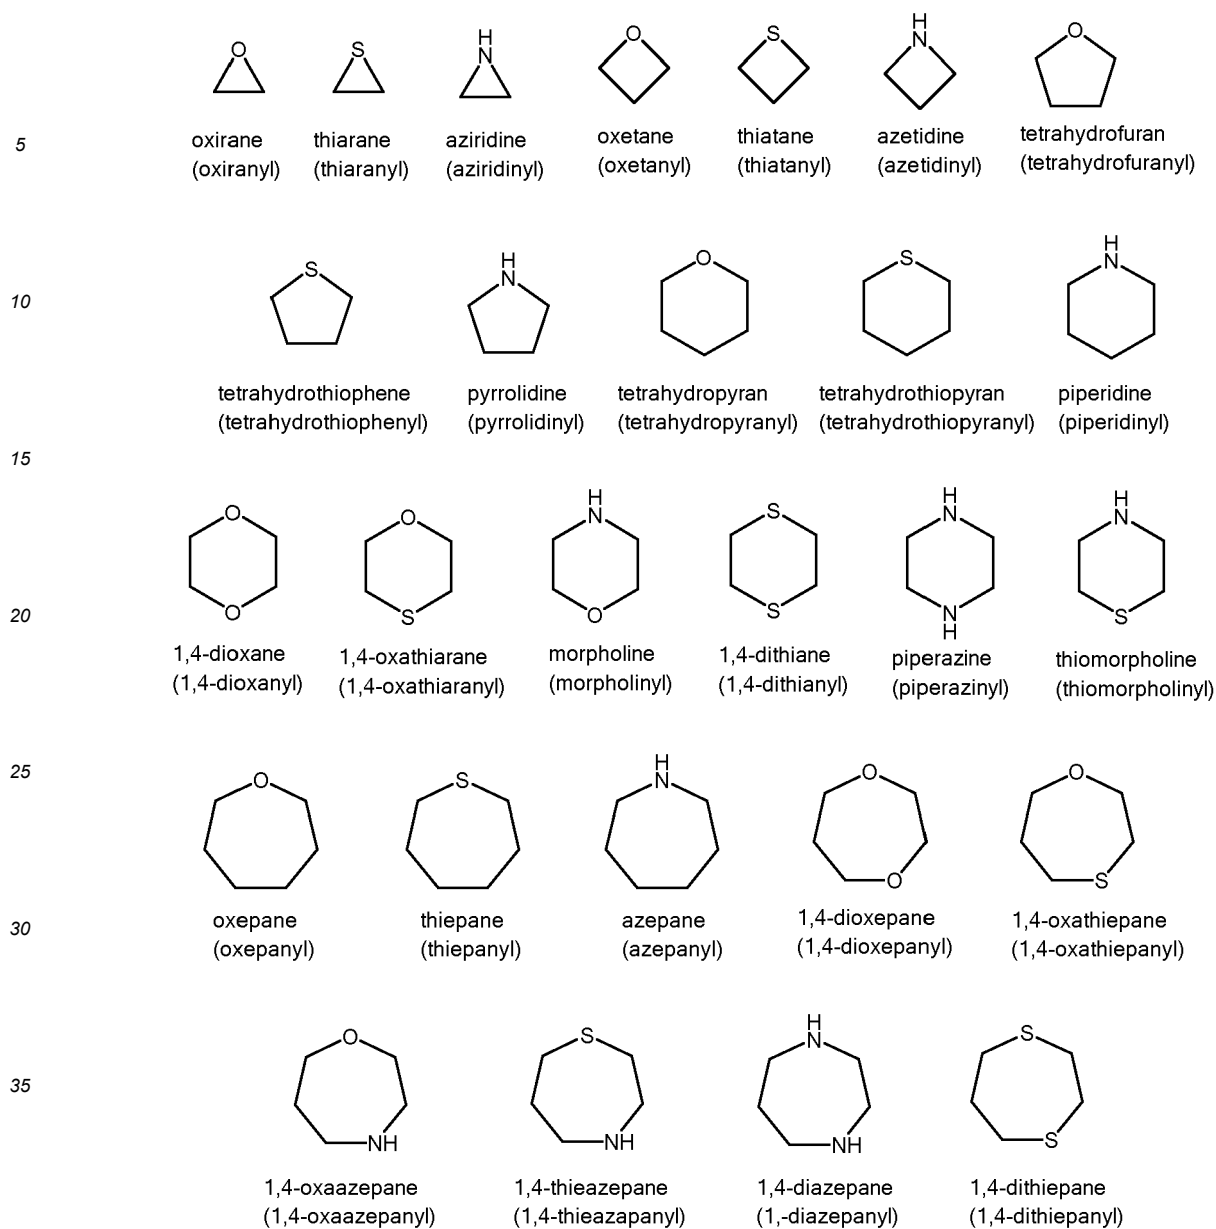 O S H N O S H N O
5 oxirane thiarane aziridine oxetane thiatane azetidine tetrahydrofuran
(oxiranyl) (thiaranyl) (aziridinyl) (oxetanyl) (thiatanyl) (azetidinyl) (tetrahydrofuranyl)
S H N O S H N
10
tetrahydrothiophene pyrrolidine tetrahydropyran tetrahydrothiopyran piperidine
(tetrahydrothiophenyl) (pyrrolidinyl) (tetrahydropyranyl) (tetrahydrothiopyranyl) (piperidinyl)
15
O O H N S H N H N
20 O S O S N H S
1,4-dioxane 1,4-oxathiarane morpholine 1,4-dithiane piperazine thiomorpholine
(1,4-dioxanyl) (1,4-oxathiaranyl) (morpholinyl) (1,4-dithianyl) (piperazinyl) (thiomorpholinyl)
25 O S H N O O
O S
30 oxepane thiepane azepane 1,4-dioxepane 1,4-oxathiepane
(oxepanyl) (thiepanyl) (azepanyl) (1,4-dioxepanyl) (1,4-oxathiepanyl)
O S H N S
35
NH NH NH S
1,4-oxaazepane 1,4-thieazepane 1,4-diazepane 1,4-dithiepane
(1,4-oxaazepanyl) (1,4-thieazapanyl) (1,-diazepanyl) (1,4-dithiepanyl)